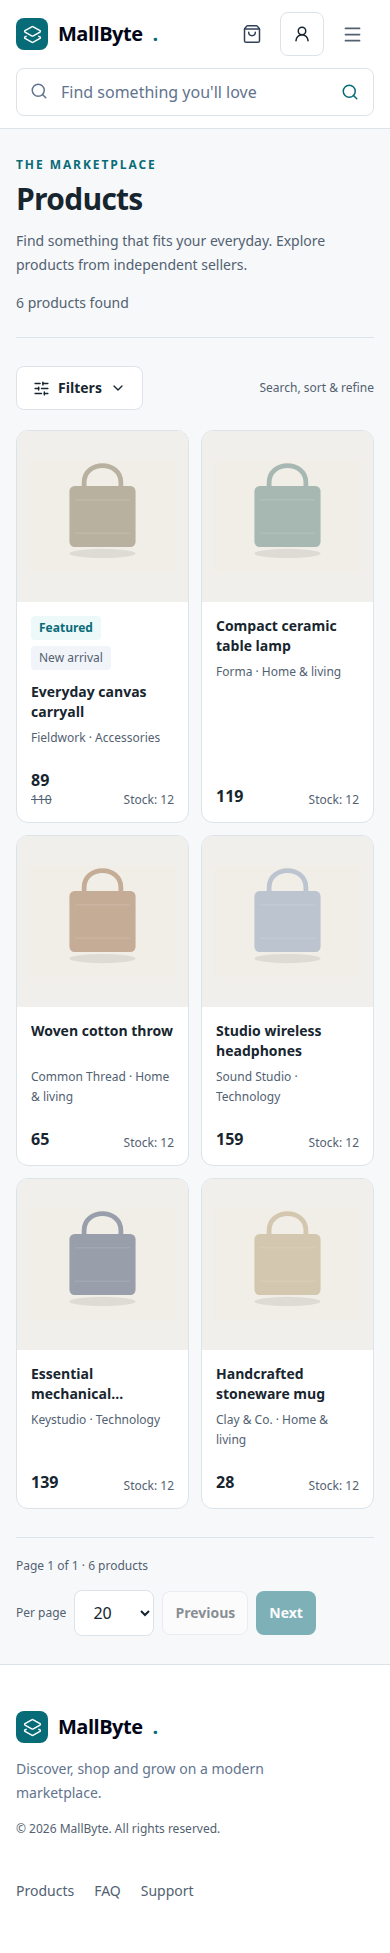 MallByte .
Find something you'll love
THE MARKETPLACE
Products
Find something that fits your everyday. Explore
products from independent sellers.
6 products found
Filters
Search, sort & refine
Featured
New arrival
Everyday canvas
carryall
Fieldwork · Accessories
89
110
Stock: 12
Compact ceramic
table lamp
Forma · Home & living
119
Stock: 12
Woven cotton throw
Common Thread · Home
& living
65
Stock: 12
Studio wireless
headphones
Sound Studio ·
Technology
159
Stock: 12
Essential
mechanical...
Keystudio · Technology
139
Stock: 12
Handcrafted
stoneware mug
Clay & Co. · Home &
living
28
Stock: 12
Page 1 of 1 · 6 products
Per page
20
Previous
Next
MallByte .
Discover, shop and grow on a modern
marketplace.
© 2026 MallByte. All rights reserved.
Products
FAQ
Support